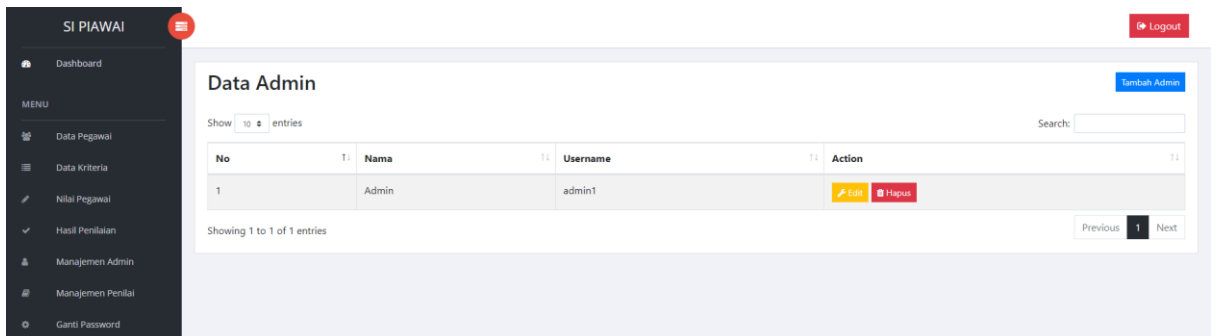 SI PIAWAI
Logout
Dashboard
MENU
Data Pegawai
Data Kriteria
Nilai Pegawai
Hasil Penilaian
Manajemen Admin
Manajemen Penilai
Ganti Password
Data Admin
Tambah Admin
Show 10 entries
Search:
No Nama Username Action
1 Admin admin1 Edit Hapus
Showing 1 to 1 of 1 entries
Previous 1 Next